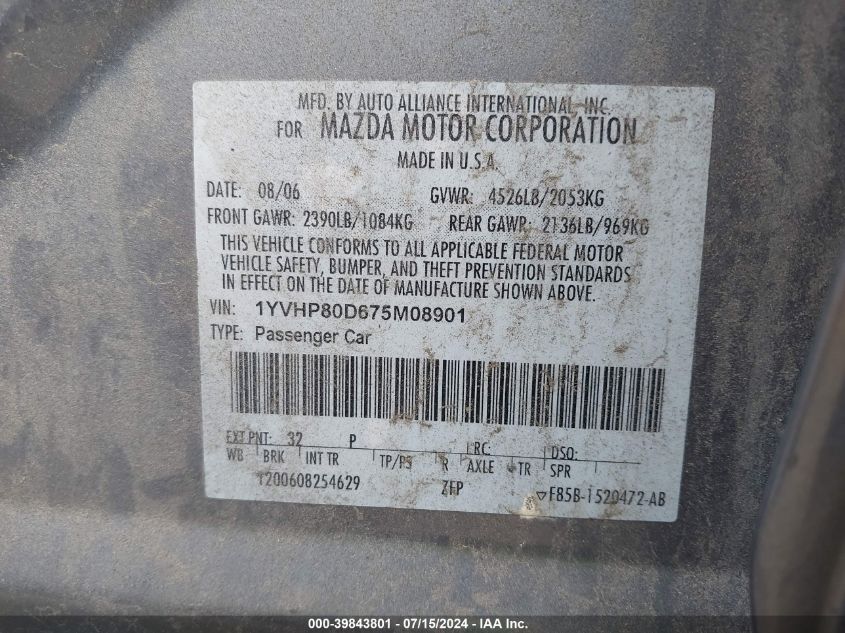 MFD. BY AUTO ALLIANCE INTERNATIONAL, INC.
FOR MAZDA MOTOR CORPORATION
MADE IN U.S.A.
DATE: 08/06 GVWR: 4526LB/2053KG
FRONT GAWR: 2390LB/1084KG REAR GAWR: 2136LB/969KG
THIS VEHICLE CONFORMS TO ALL APPLICABLE FEDERAL MOTOR
VEHICLE SAFETY, BUMPER, AND THEFT PREVENTION STANDARDS
IN EFFECT ON THE DATE OF MANUFACTURE SHOWN ABOVE.
VIN: 1YVHP80D675M08901
TYPE: Passenger Car
EXT PNT: 32 P RC: DSO:
WB BRK INT TR TP/PS R AXLE TR SPR
1200608254629 ZFP F85B-1520472-AB
000-39843801 - 07/15/2024 - IAA Inc.